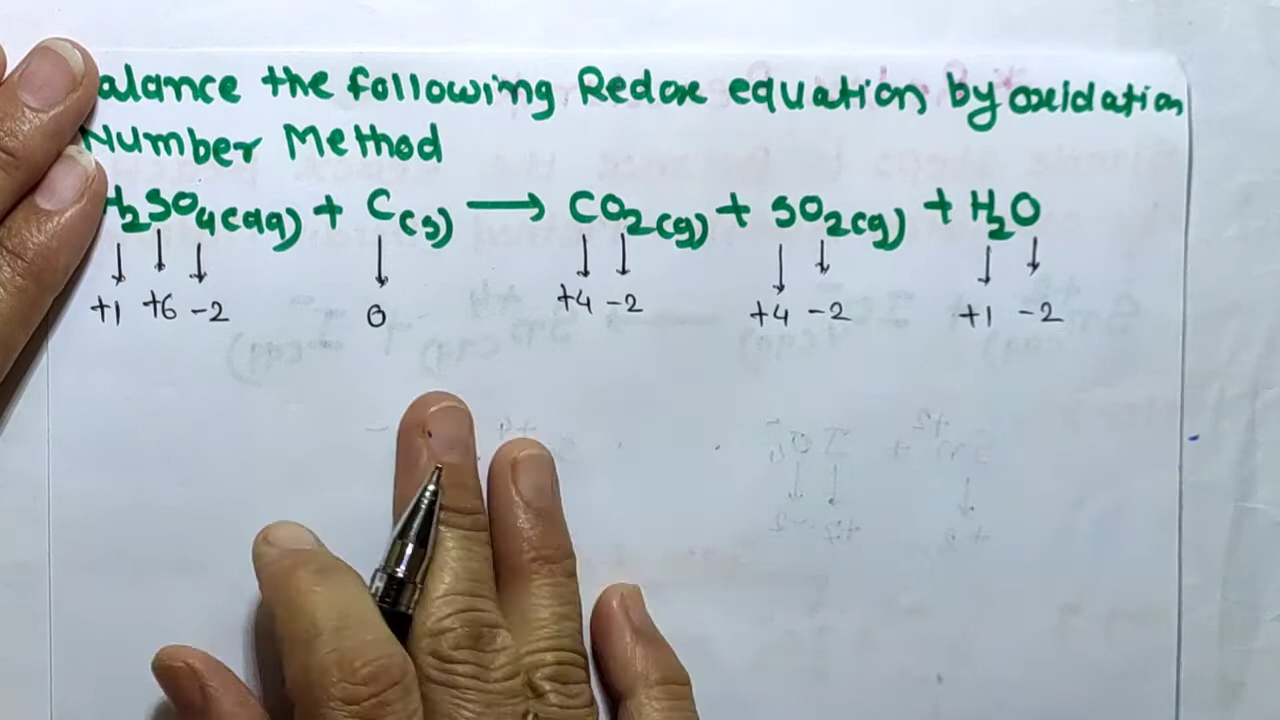 alance the following Redox equation by oxidation
Number Method
H₂SO₄(aq) + C(s) ⟶ CO₂(g) + SO₂(g) + H₂O
↓ ↓ ↓ ↓ ↓ ↓ ↓ ↓ ↓ ↓
+1 +6 -2 0 +4 -2 +4 -2 +1 -2